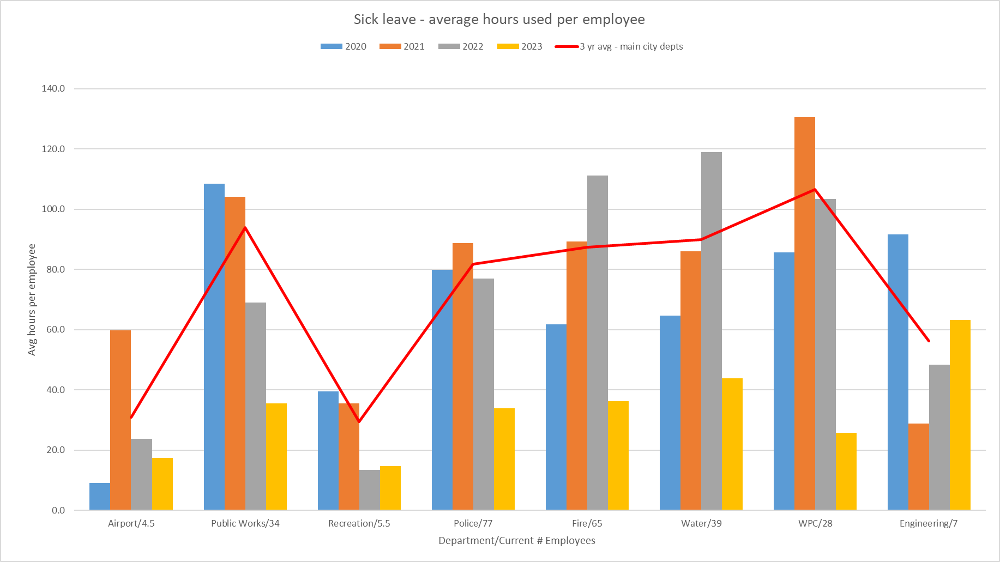 Sick leave - average hours used per employee
2020 2021 2022 2023 3 yr avg - main city depts
140.0
120.0
100.0
80.0
60.0
40.0
20.0
0.0
Avg hours per employee
Airport/4.5 Public Works/34 Recreation/5.5 Police/77 Fire/65 Water/39 WPC/28 Engineering/7
Department/Current # Employees